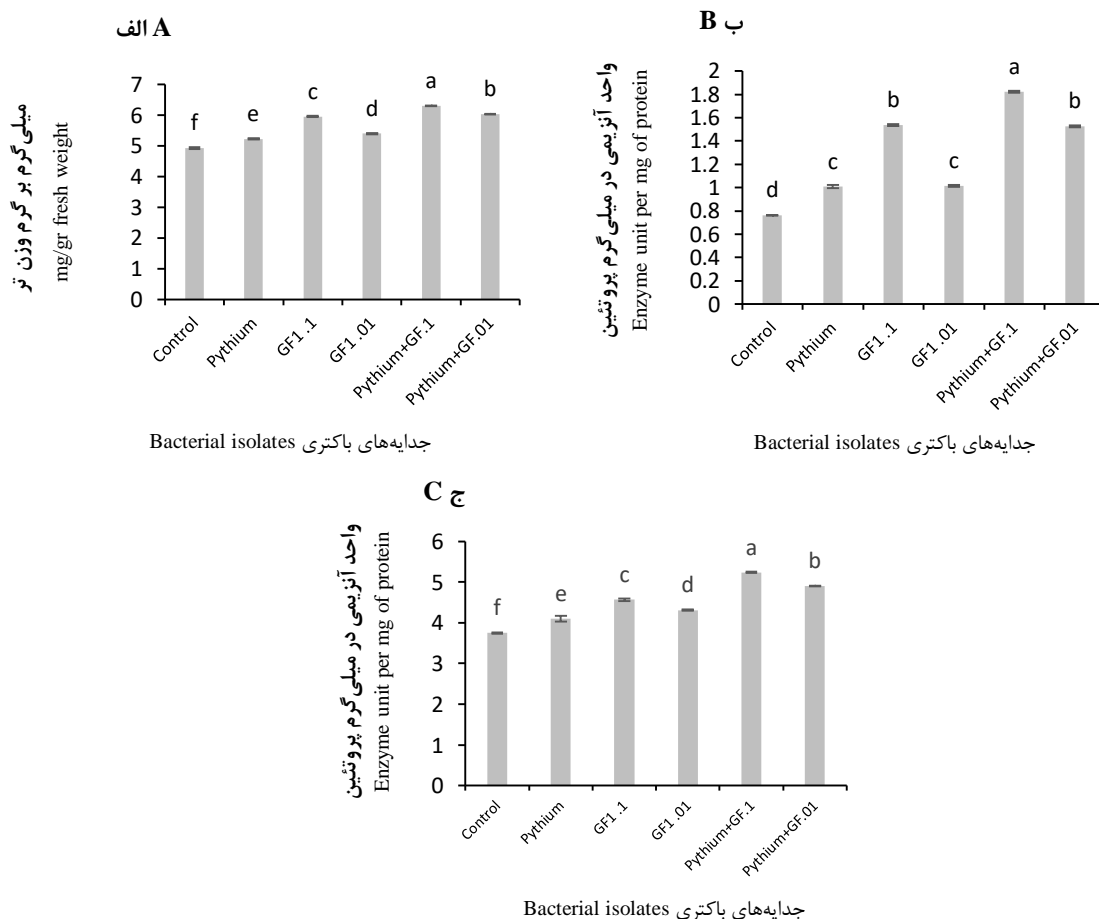 A الف
میلی‌گرم بر گرم وزن تر
mg/gr fresh weight
7
6
5
4
3
2
1
0
f
e
c
d
a
b
Control
Pythium
GF1 .1
GF1 .01
Pythium+GF.1
Pythium+GF.01
جدایه‌های باکتری Bacterial isolates
B ب
واحد آنزیمی در میلی‌گرم پروتئین
Enzyme unit per mg of protein
2
1.8
1.6
1.4
1.2
1
0.8
0.6
0.4
0.2
0
d
c
b
c
a
b
Control
Pythium
GF1 .1
GF1 .01
Pythium+GF.1
Pythium+GF.01
جدایه‌های باکتری Bacterial isolates
C ج
واحد آنزیمی در میلی‌گرم پروتئین
Enzyme unit per mg of protein
6
5
4
3
2
1
0
f
e
c
d
a
b
Control
Pythium
GF1 .1
GF1 .01
Pythium+GF.1
Pythium+GF.01
جدایه‌های باکتری Bacterial isolates